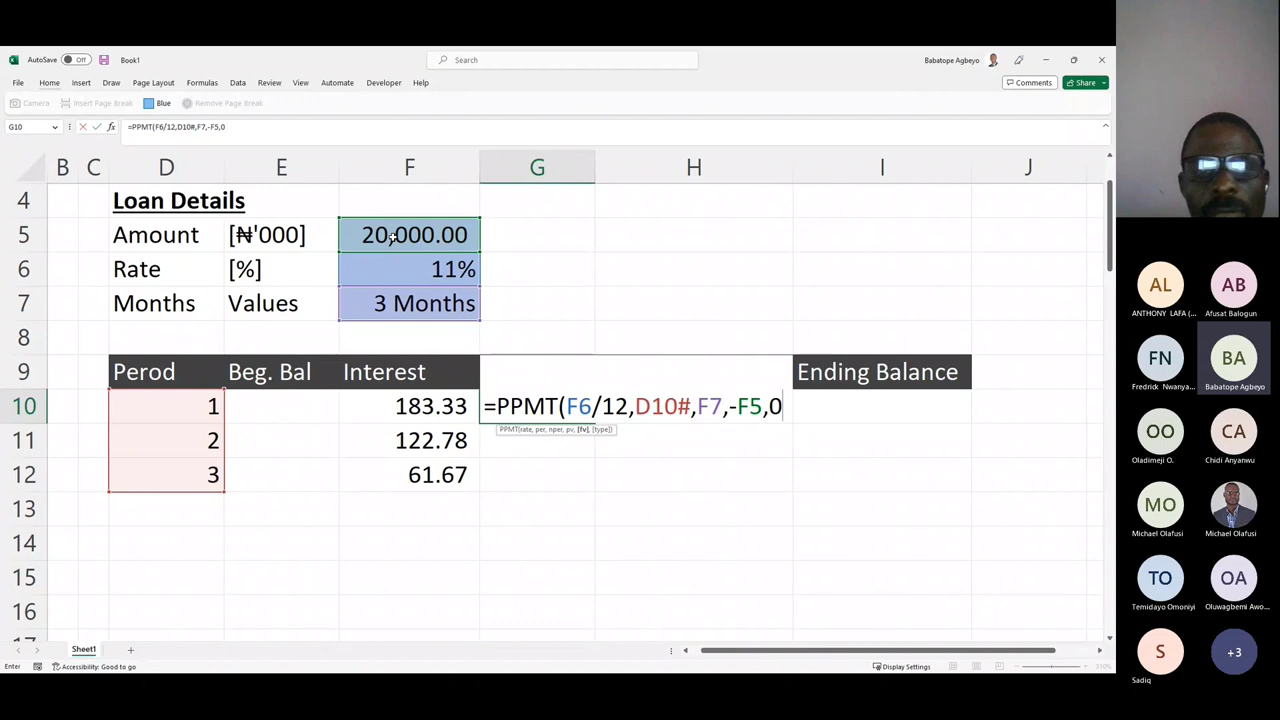 AutoSave Off Book1 Search Babatope Agbeyo
File Home Insert Draw Page Layout Formulas Data Review View Automate Developer Help Comments Share
Camera Insert Page Break Blue Remove Page Break
G10 fx =PPMT(F6/12,D10#,F7,-F5,0
B C D E F G H I J
4 Loan Details
5 Amount [₦'000] 20,000.00
6 Rate [%] 11%
7 Months Values 3 Months
8
9 Perod Beg. Bal Interest Ending Balance
10 1 183.33 =PPMT(F6/12,D10#,F7,-F5,0
PPMT(rate, per, nper, pv, [fv], [type])
11 2 122.78
12 3 61.67
13
14
15
16
17
Sheet1
Enter Accessibility: Good to go Display Settings 310%
AL AB
ANTHONY LAFA (... Afusat Balogun
FN BA
Fredrick Nwanya... Babatope Agbeyo
OO CA
Oladimeji O. Chidi Anyanwu
MO
Michael Olafusi Michael Olafusi
TO OA
Temidayo Omoniyi Oluwagbemi Awo...
S +3
Sadiq